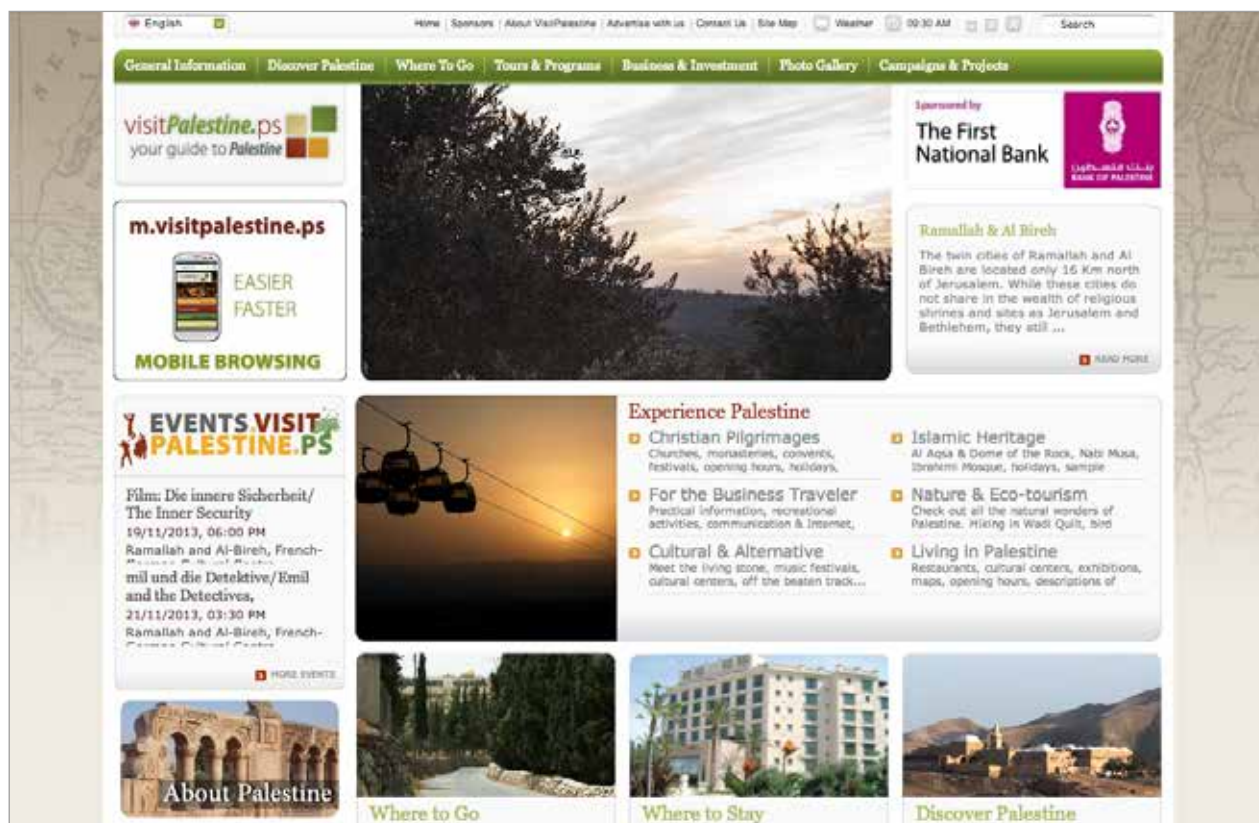 English
Home | Sponsors | About VisitPalestine | Advertise with us | Contact Us | Site Map
Weather
09:30 AM
Search
General Information | Discover Palestine | Where To Go | Tours & Programs | Business & Investment | Photo Gallery | Campaigns & Projects
visitPalestine.ps
your guide to Palestine
m.visitpalestine.ps
EASIER
FASTER
MOBILE BROWSING
Sponsored by
The First
National Bank
بنك فلسطين
BANK OF PALESTINE
Ramallah & Al Bireh
The twin cities of Ramallah and Al
Bireh are located only 16 Km north
of Jerusalem. While these cities do
not share in the wealth of religious
shrines and sites as Jerusalem and
Bethlehem, they still ...
READ MORE
EVENTS.VISIT
PALESTINE.PS
Film: Die innere Sicherheit/
The Inner Security
19/11/2013, 06:00 PM
Ramallah and Al-Bireh, French-
mil und die Detektive/Emil
and the Detectives,
21/11/2013, 03:30 PM
Ramallah and Al-Bireh, French-
MORE EVENTS
Experience Palestine
Christian Pilgrimages
Churches, monasteries, convents,
festivals, opening hours, holidays,
For the Business Traveler
Practical information, recreational
activities, communication & Internet,
Cultural & Alternative
Meet the living stone, music festivals,
cultural centers, off the beaten track...
Islamic Heritage
Al Aqsa & Dome of the Rock, Nabi Musa,
Ibrahimi Mosque, holidays, sample
Nature & Eco-tourism
Check out all the natural wonders of
Palestine. Hiking in Wadi Quilt, bird
Living in Palestine
Restaurants, cultural centers, exhibitions,
maps, opening hours, descriptions of
About Palestine
Where to Go
Where to Stay
Discover Palestine